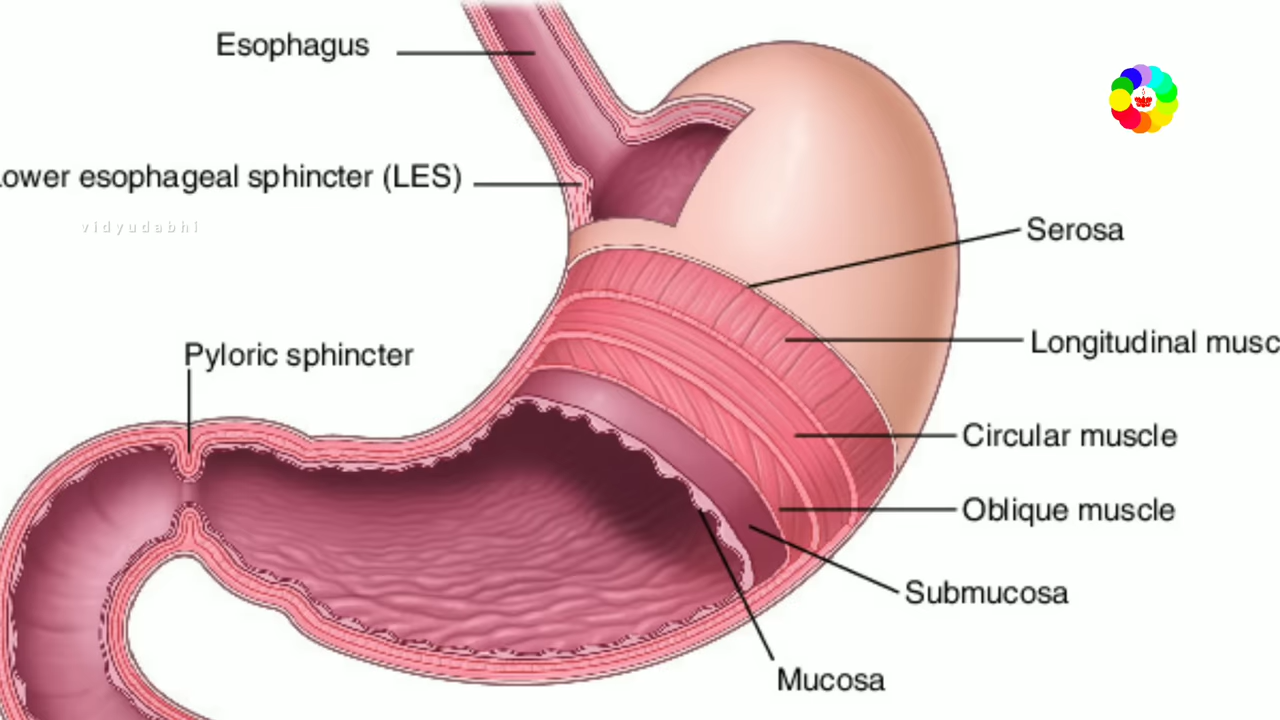 Esophagus
ower esophageal sphincter (LES)
vidyudabhi
Serosa
Longitudinal musc
Pyloric sphincter
Circular muscle
Oblique muscle
Submucosa
Mucosa